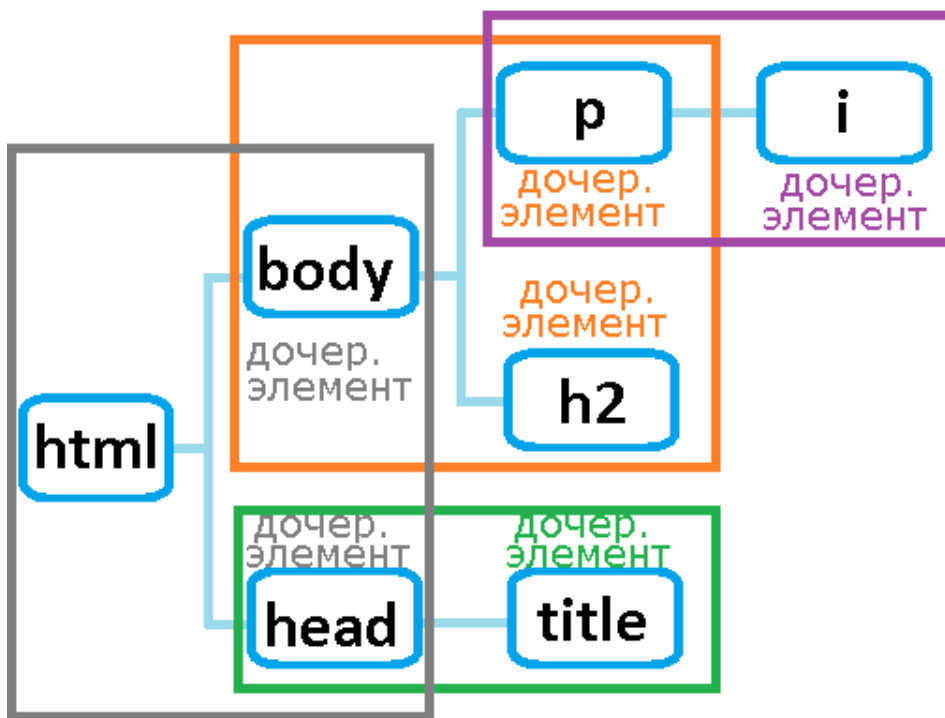 p
i
дочер.
элемент
дочер.
элемент
body
дочер.
элемент
дочер.
элемент
h2
html
дочер.
элемент
дочер.
элемент
head
title